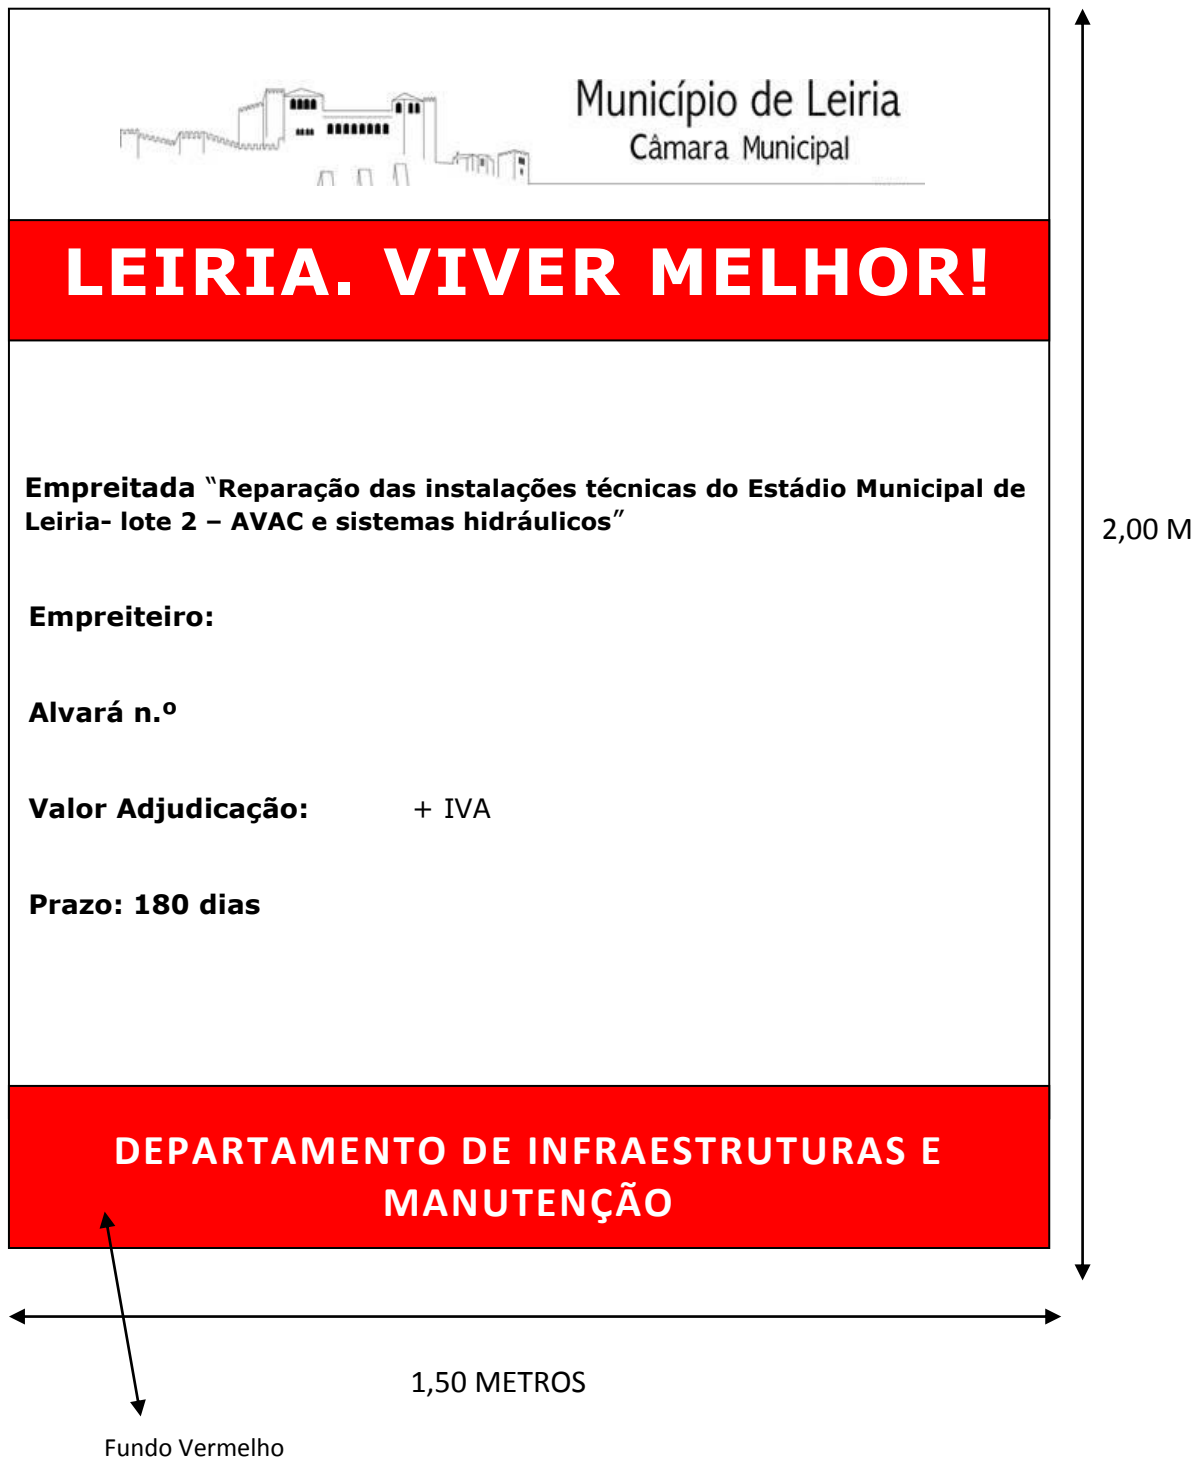 Município de Leiria
Câmara Municipal
LEIRIA. VIVER MELHOR!
Empreitada “Reparação das instalações técnicas do Estádio Municipal de
Leiria- lote 2 – AVAC e sistemas hidráulicos”
2,00 M
Empreiteiro:
Alvará n.º
Valor Adjudicação: + IVA
Prazo: 180 dias
DEPARTAMENTO DE INFRAESTRUTURAS E
MANUTENÇÃO
1,50 METROS
Fundo Vermelho